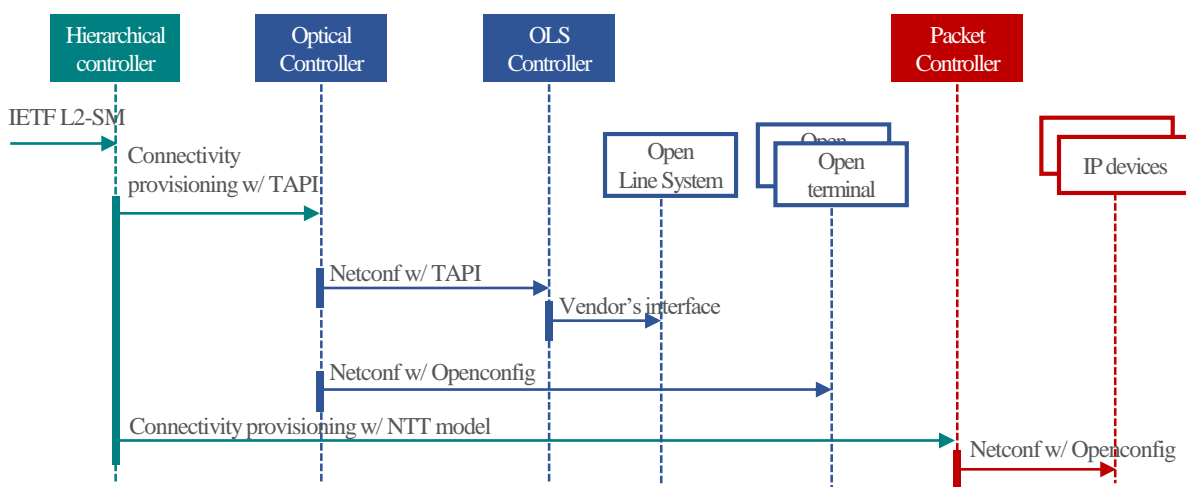 Hierarchical
controller
Optical
Controller
OLS
Controller
Packet
Controller
IETF L2-SM
Connectivity
provisioning w/ TAPI
Open
Line System
Open
Open
terminal
IP devices
Netconf w/ TAPI
Vendor's interface
Netconf w/ Openconfig
Connectivity provisioning w/ NTT model
Netconf w/ Openconfig